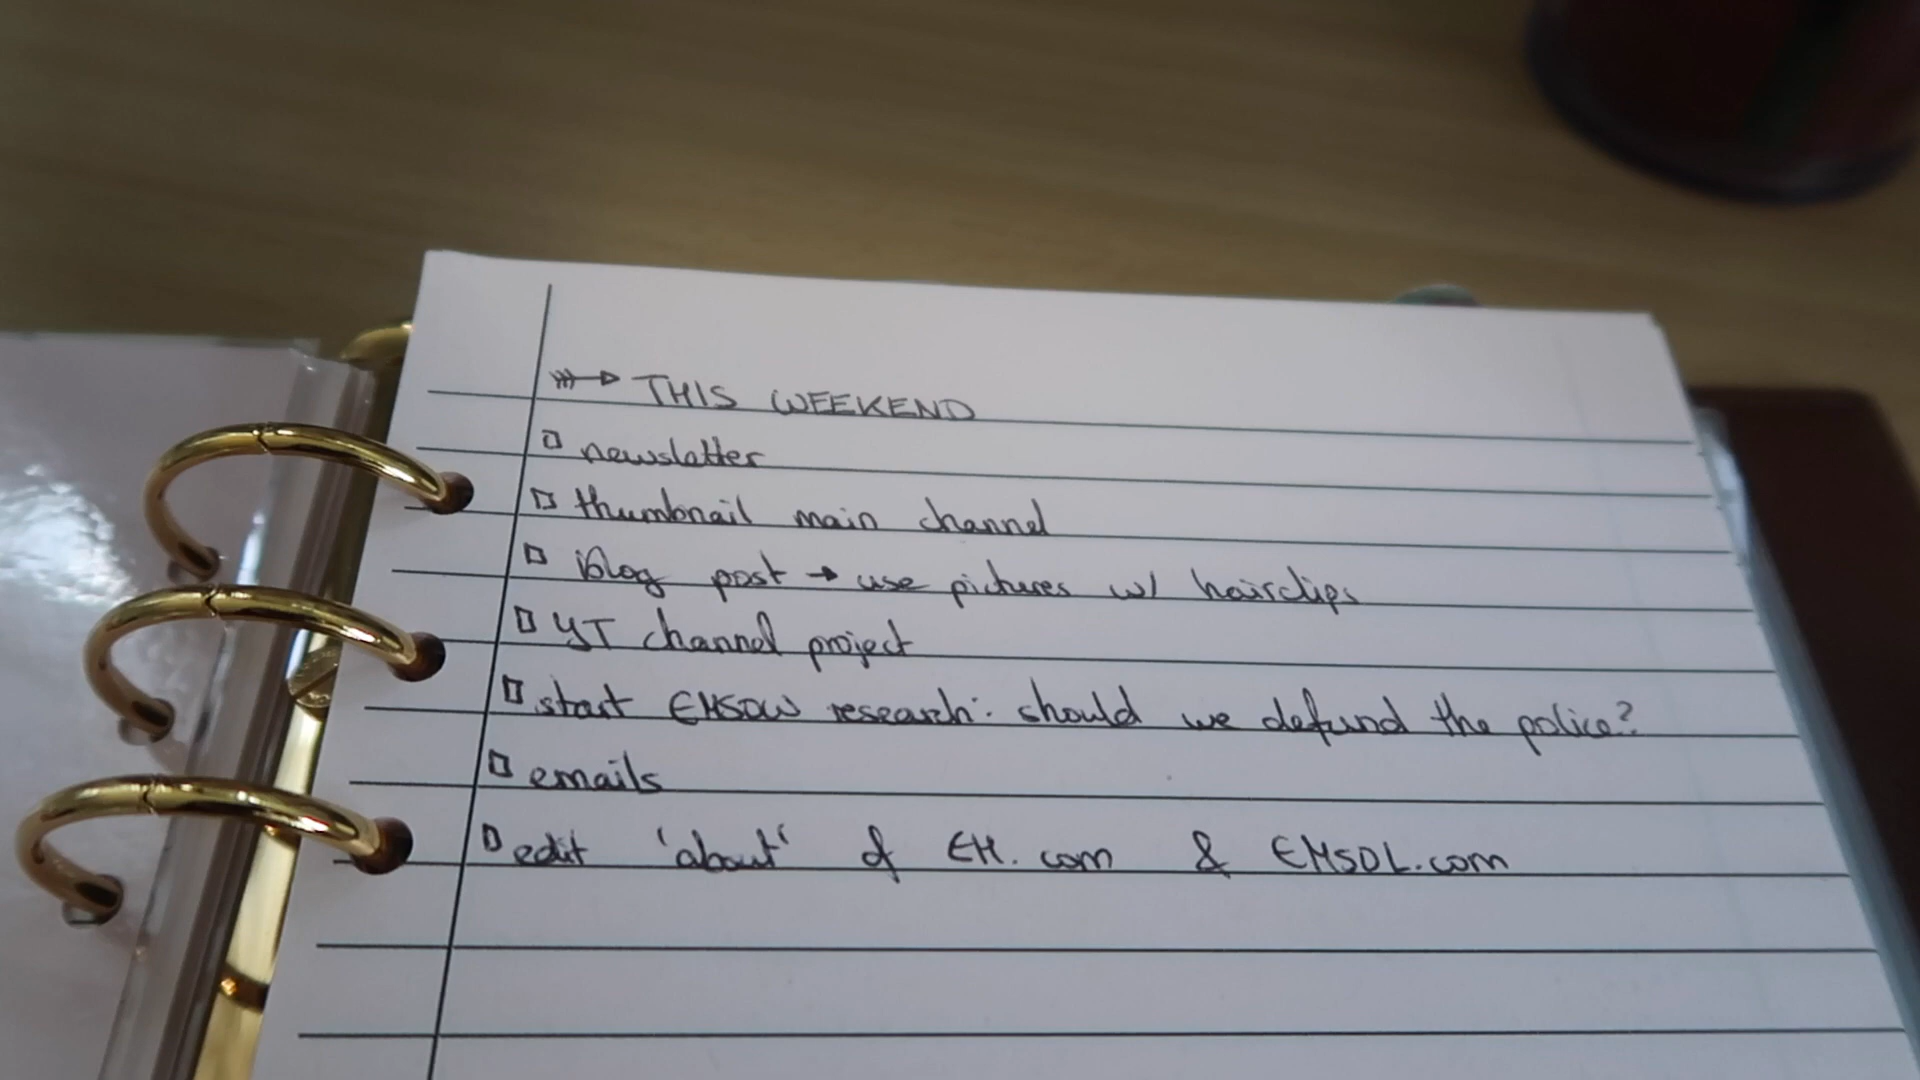 THIS WEEKEND
newsletter
thumbnail main channel
blog post → use pictures w/ hairclips
YT channel project
start research: should we defund the police?
emails
edit 'about' of EH.com & EMSDL.com